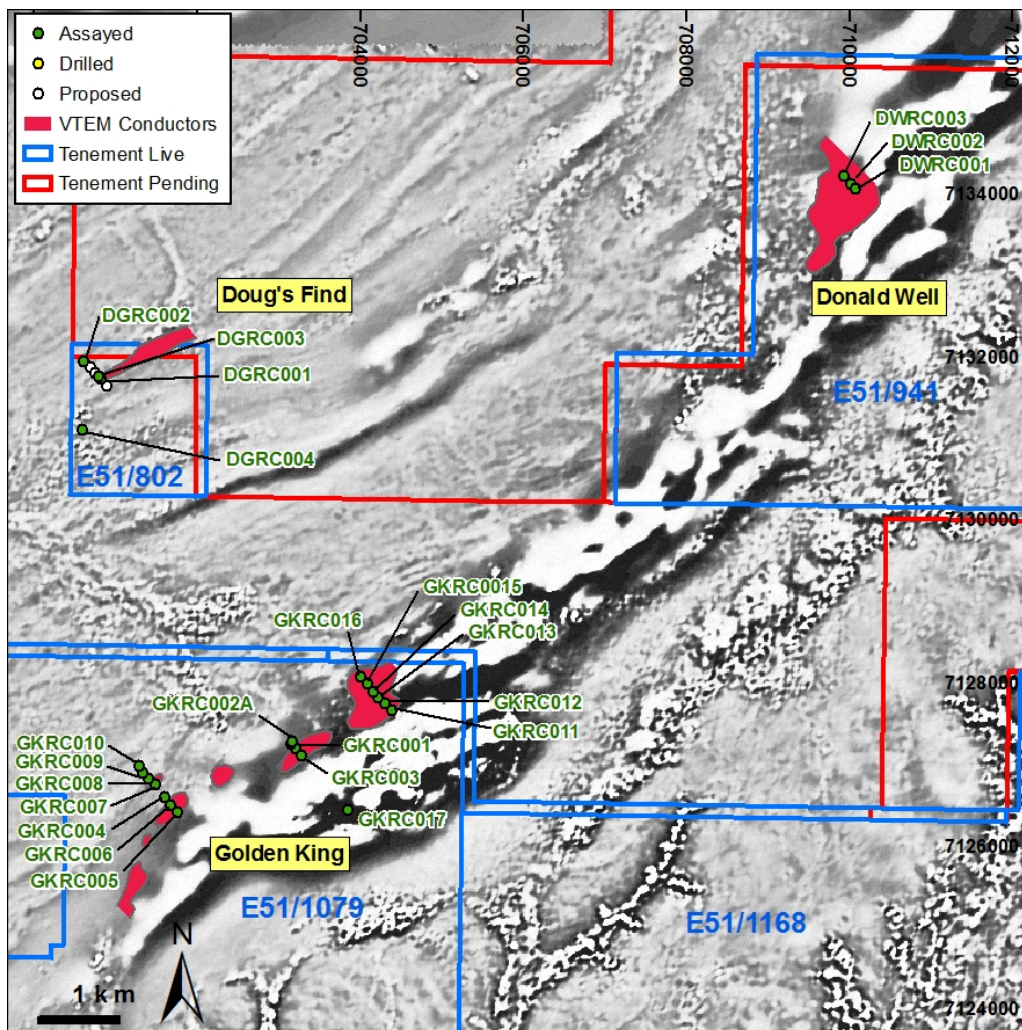 Assayed
Drilled
Proposed
VTEM Conductors
Tenement Live
Tenement Pending
704000
706000
708000
710000
712000
DWRC003
DWRC002
DWRC001
7134000
Doug's Find
Donald Well
DGRC002
DGRC003
DGRC001
7132000
E51/941
DGRC004
E51/802
7130000
GKRC0015
GKRC014
GKRC016
GKRC013
7128000
GKRC002A
GKRC012
GKRC011
GKRC010
GKRC001
GKRC009
GKRC008
GKRC003
GKRC007
GKRC017
GKRC004
GKRC006
Golden King
7126000
GKRC005
E51/1079
E51/1168
N
1 km
7124000